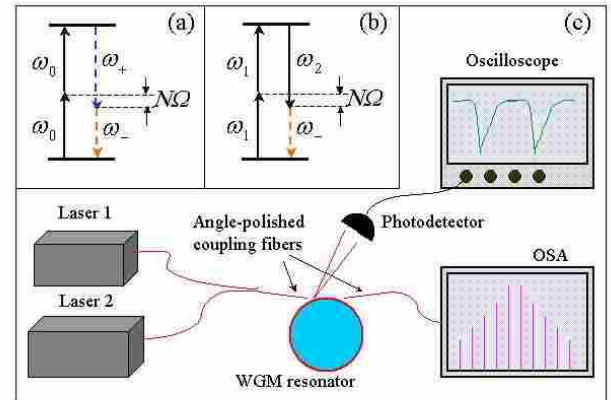 (a)
ω₀
ω₊
NΩ
ω₀
ω₋
(b)
ω₁
ω₂
NΩ
ω₁
ω₋
(c)
Oscilloscope
Laser 1
Angle-polished
coupling fibers
Photodetector
Laser 2
OSA
WGM resonator